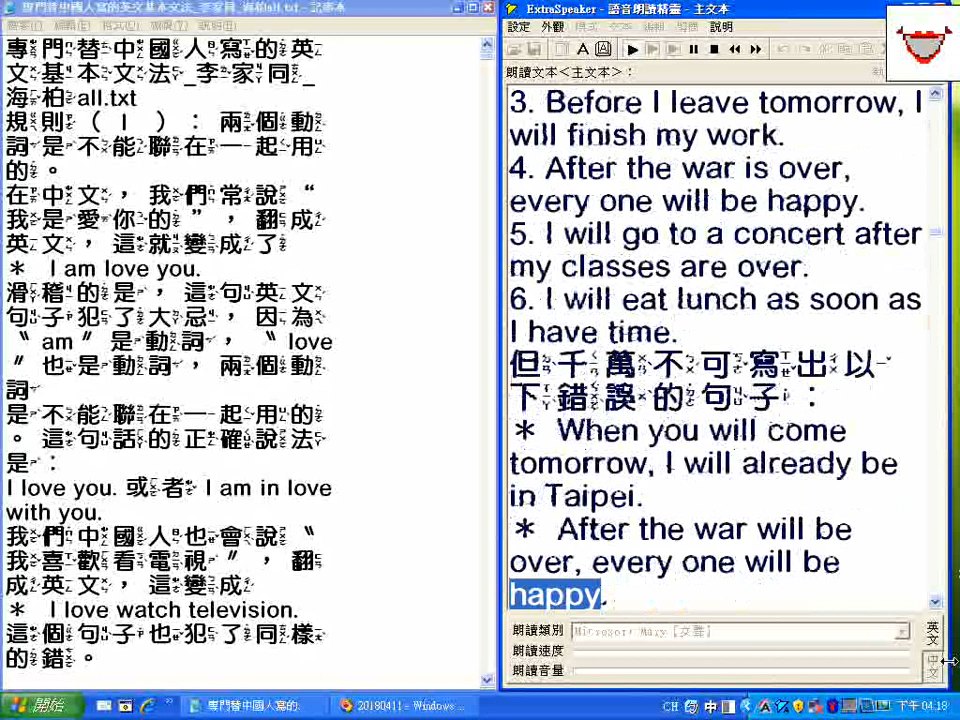 專門替中國人寫的英文基本文法_李家同_海柏all.txt - 記事本
專門替中國人寫的英
文基本文法_李家同_
海柏all.txt
規則（1）：兩個動
詞是不能聯在一起用
的。
在中文，我們常說“
我是愛你的”，翻成
英文，這就變成了
* I am love you.
滑稽的是，這句英文
句子犯了大忌，因為
〝am〞是動詞，〝love
〞也是動詞，兩個動
詞
是不能聯在一起用的
。這句話的正確說法
是：
I love you. 或者 I am in love
with you.
我們中國人也會說〝
我喜歡看電視〞，翻
成英文，這變成
* I love watch television.
這個句子也犯了同樣
的錯。
ExtraSpeaker - 語音朗讀精靈 - 主文本
設定 外觀 說明
朗讀文本<主文本>：
3. Before I leave tomorrow, I
will finish my work.
4. After the war is over,
every one will be happy.
5. I will go to a concert after
my classes are over.
6. I will eat lunch as soon as
I have time.
但千萬不可寫出以
下錯誤的句子：
* When you will come
tomorrow, I will already be
in Taipei.
* After the war will be
over, every one will be
happy.
朗讀類別 Microsoft Mary【女聲】
朗讀速度
朗讀音量
英文
中文
開始
專門替中國人寫的...
20180411 - Windows ...
CH 中
下午 04:18